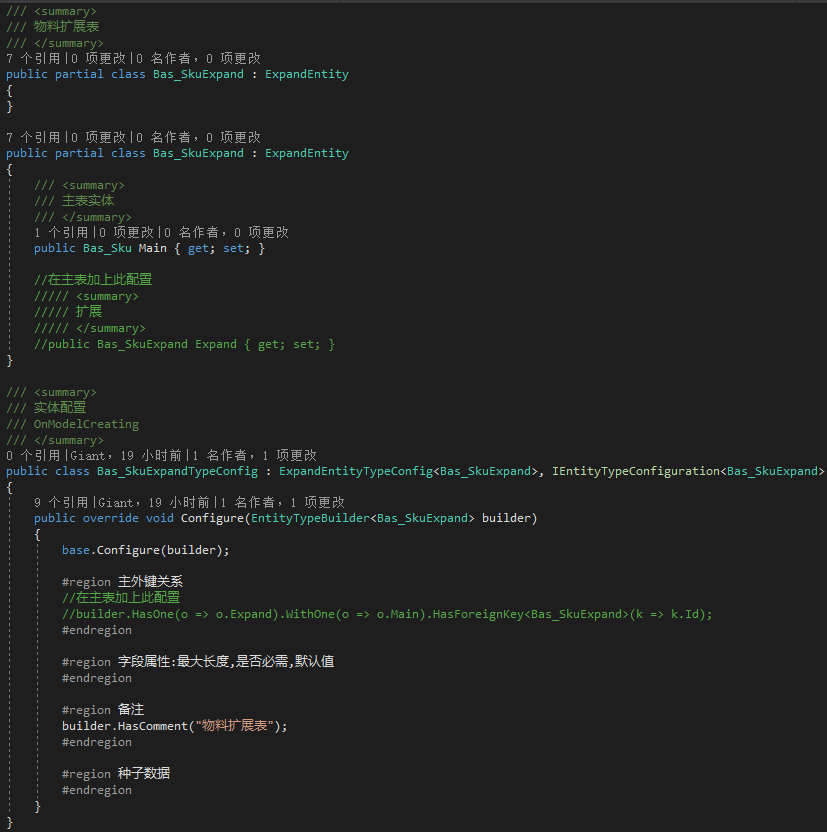 /// <summary>
/// 物料扩展表
/// </summary>
7 个引用|0 项更改|0 名作者，0 项更改
public partial class Bas_SkuExpand : ExpandEntity
{
}
7 个引用|0 项更改|0 名作者，0 项更改
public partial class Bas_SkuExpand : ExpandEntity
{
/// <summary>
/// 主表实体
/// </summary>
1 个引用|0 项更改|0 名作者，0 项更改
public Bas_Sku Main { get; set; }
//在主表加上此配置
///// <summary>
///// 扩展
///// </summary>
//public Bas_SkuExpand Expand { get; set; }
}
/// <summary>
/// 实体配置
/// OnModelCreating
/// </summary>
0 个引用|Giant，19 小时前|1 名作者，1 项更改
public class Bas_SkuExpandTypeConfig : ExpandEntityTypeConfig<Bas_SkuExpand>, IEntityTypeConfiguration<Bas_SkuExpand>
{
9 个引用|Giant，19 小时前|1 名作者，1 项更改
public override void Configure(EntityTypeBuilder<Bas_SkuExpand> builder)
{
base.Configure(builder);
#region 主外键关系
//在主表加上此配置
//builder.HasOne(o => o.Expand).WithOne(o => o.Main).HasForeignKey<Bas_SkuExpand>(k => k.Id);
#endregion
#region 字段属性:最大长度,是否必需,默认值
#endregion
#region 备注
builder.HasComment("物料扩展表");
#endregion
#region 种子数据
#endregion
}
}